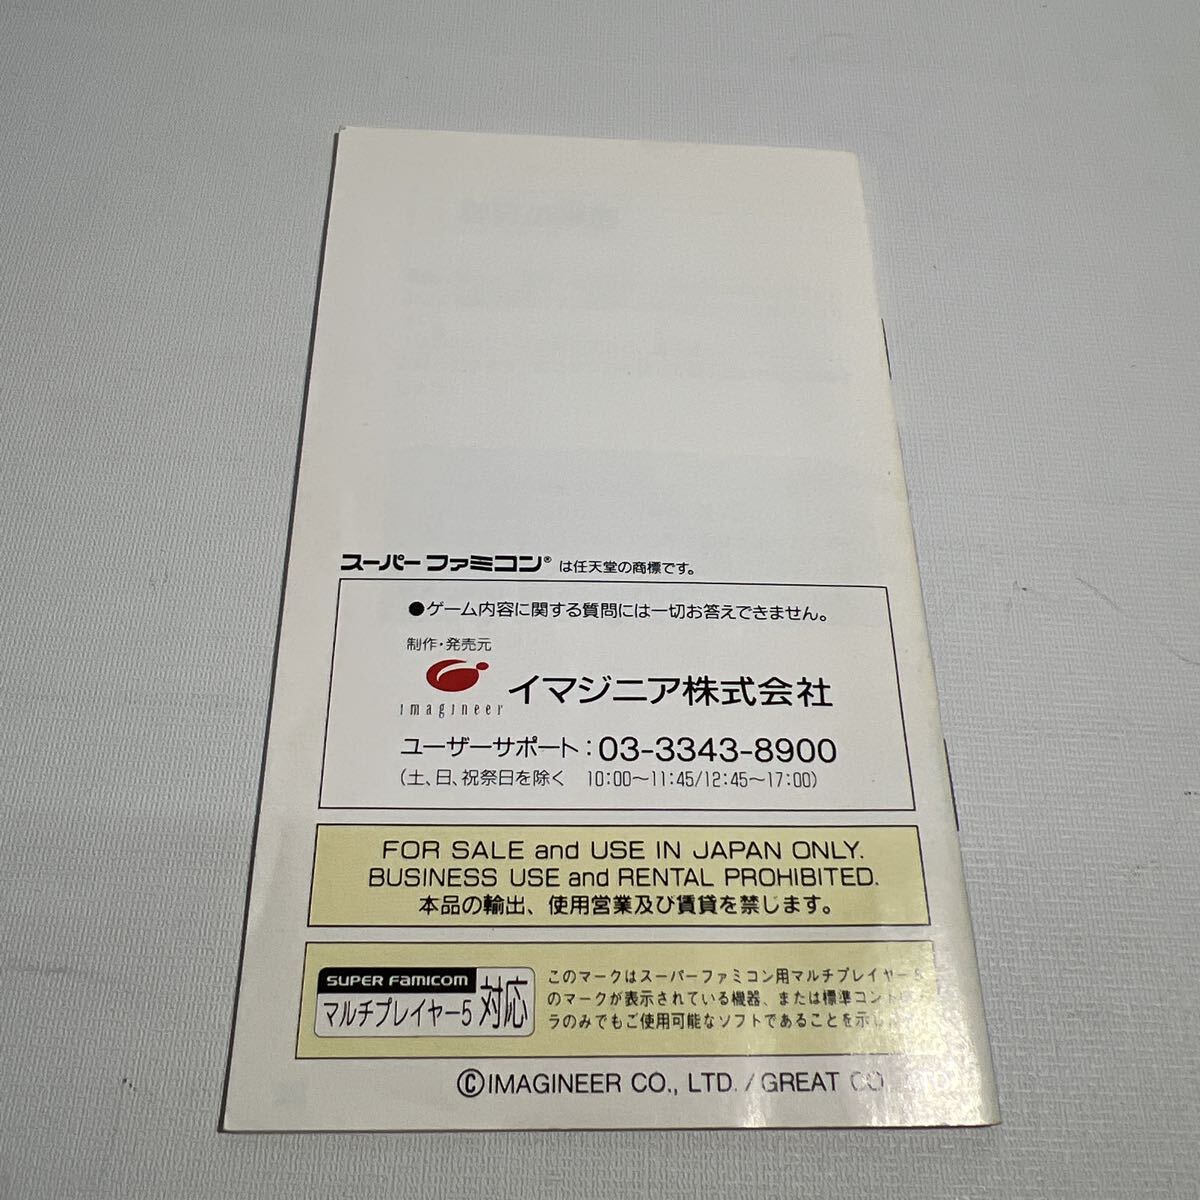 スーパーファミコン®は任天堂の商標です。
●ゲーム内容に関する質問には一切お答えできません。
制作・発売元
imagineer
イマジニア株式会社
ユーザーサポート：03-3343-8900
(土、日、祝祭日を除く 10:00～11:45/12:45～17:00)
FOR SALE and USE IN JAPAN ONLY.
BUSINESS USE and RENTAL PROHIBITED.
本品の輸出、使用営業及び賃貸を禁じます。
SUPER FAMICOM
マルチプレイヤー5 対応
このマークはスーパーファミコン用マルチプレイヤー5
のマークが表示されている機器、または標準コント
ラのみでもご使用可能なソフトであることを示し
©IMAGINEER CO., LTD. / GREAT CO